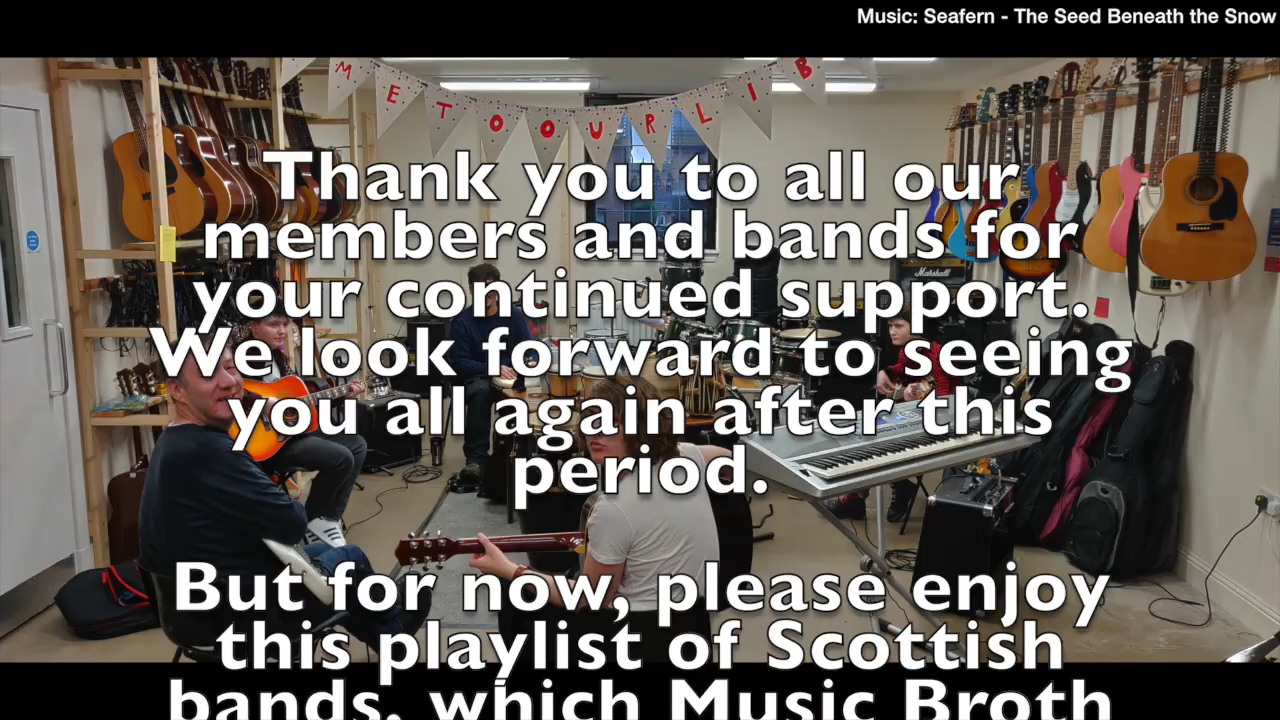 Music: Seafern - The Seed Beneath the Snow
M E T O O U R L I B
Thank you to all our
members and bands for
your continued support.
We look forward to seeing
you all again after this
period.
Marshall
But for now, please enjoy
this playlist of Scottish
bands, which Music Broth